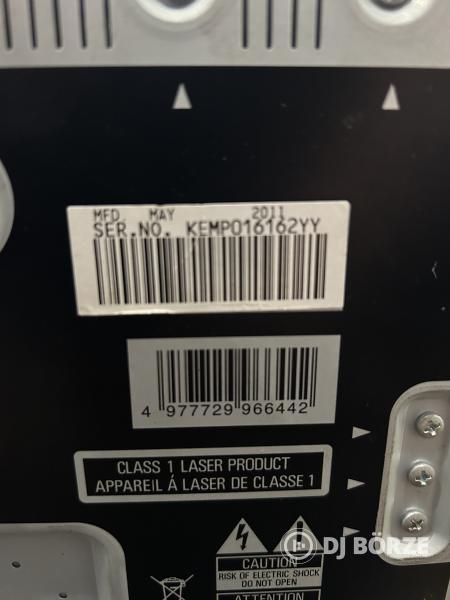 MFD. MAY 2011
SER.NO. KEMP016162YY
4 977729 966442
CLASS 1 LASER PRODUCT
APPAREIL Á LASER DE CLASSE 1
CAUTION
RISK OF ELECTRIC SHOCK
DO NOT OPEN
ATTENTION
DJ BÖRZE